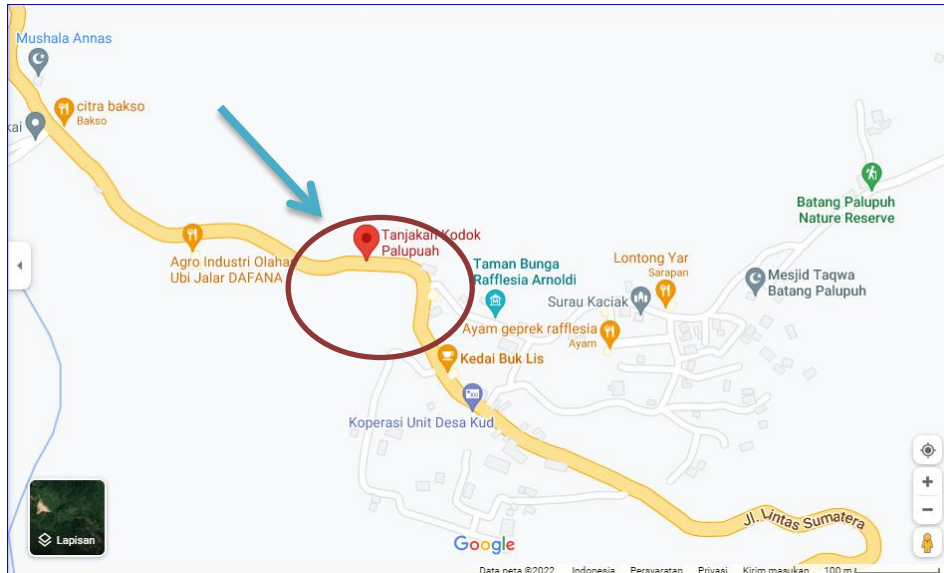 Mushala Annas
citra bakso
Bakso
kai
Tanjakan Kodok
Palupuah
Agro Industri Olahan
Ubi Jalar DAFANA
Taman Bunga
Rafflesia Arnoldi
Lontong Yar
Sarapan
Batang Palupuh
Nature Reserve
Surau Kaciak
Mesjid Taqwa
Batang Palupuh
Ayam geprek rafflesia
Ayam
Kedai Buk Lis
Koperasi Unit Desa Kud
Jl. Lintas Sumatera
Lapisan
Google
Data peta ©2022 Indonesia Persyaratan Privasi Kirim masukan 100 m